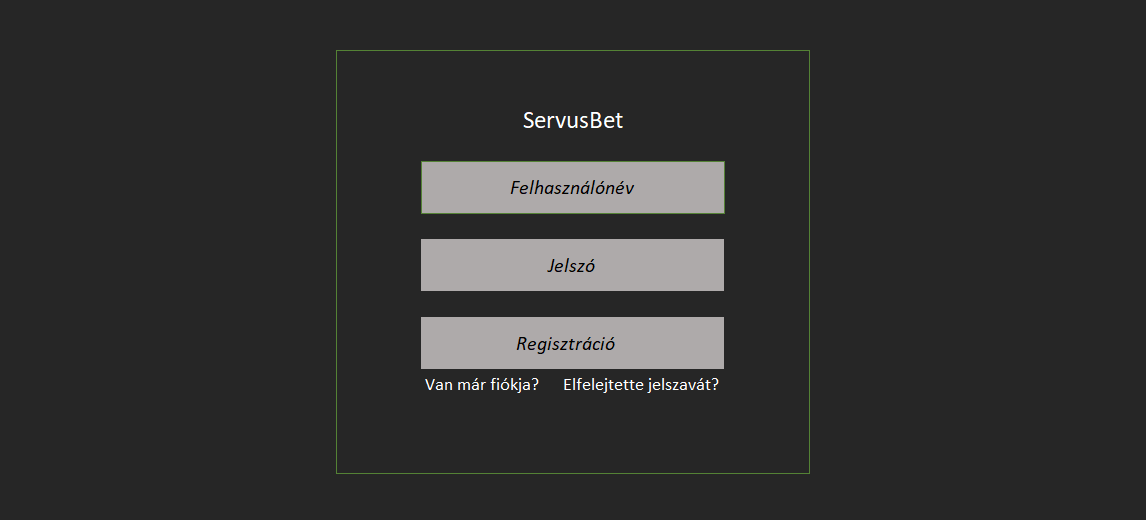 ServusBet
Felhasználónév
Jelszó
Regisztráció
Van már fiókja? Elfelejtette jelszavát?